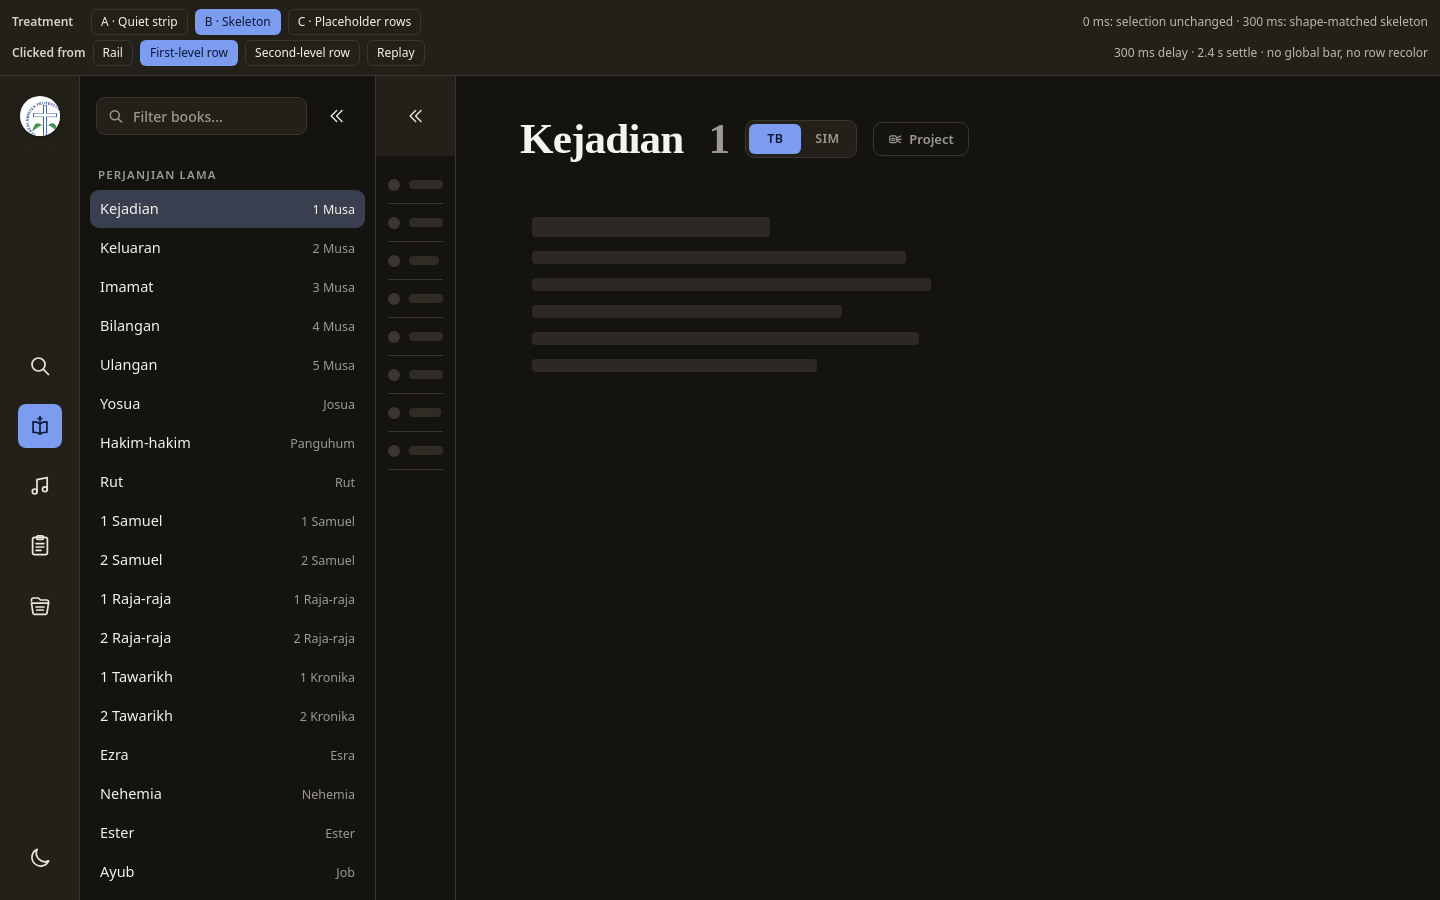 Treatment A · Quiet strip B · Skeleton C · Placeholder rows 0 ms: selection unchanged · 300 ms: shape-matched skeleton
Clicked from Rail First-level row Second-level row Replay 300 ms delay · 2.4 s settle · no global bar, no row recolor
Filter books...
PERJANJIAN LAMA
Kejadian 1 Musa
Keluaran 2 Musa
Imamat 3 Musa
Bilangan 4 Musa
Ulangan 5 Musa
Yosua Josua
Hakim-hakim Panguhum
Rut Rut
1 Samuel 1 Samuel
2 Samuel 2 Samuel
1 Raja-raja 1 Raja-raja
2 Raja-raja 2 Raja-raja
1 Tawarikh 1 Kronika
2 Tawarikh 2 Kronika
Ezra Esra
Nehemia Nehemia
Ester Ester
Ayub Job
Kejadian 1 TB SIM Project